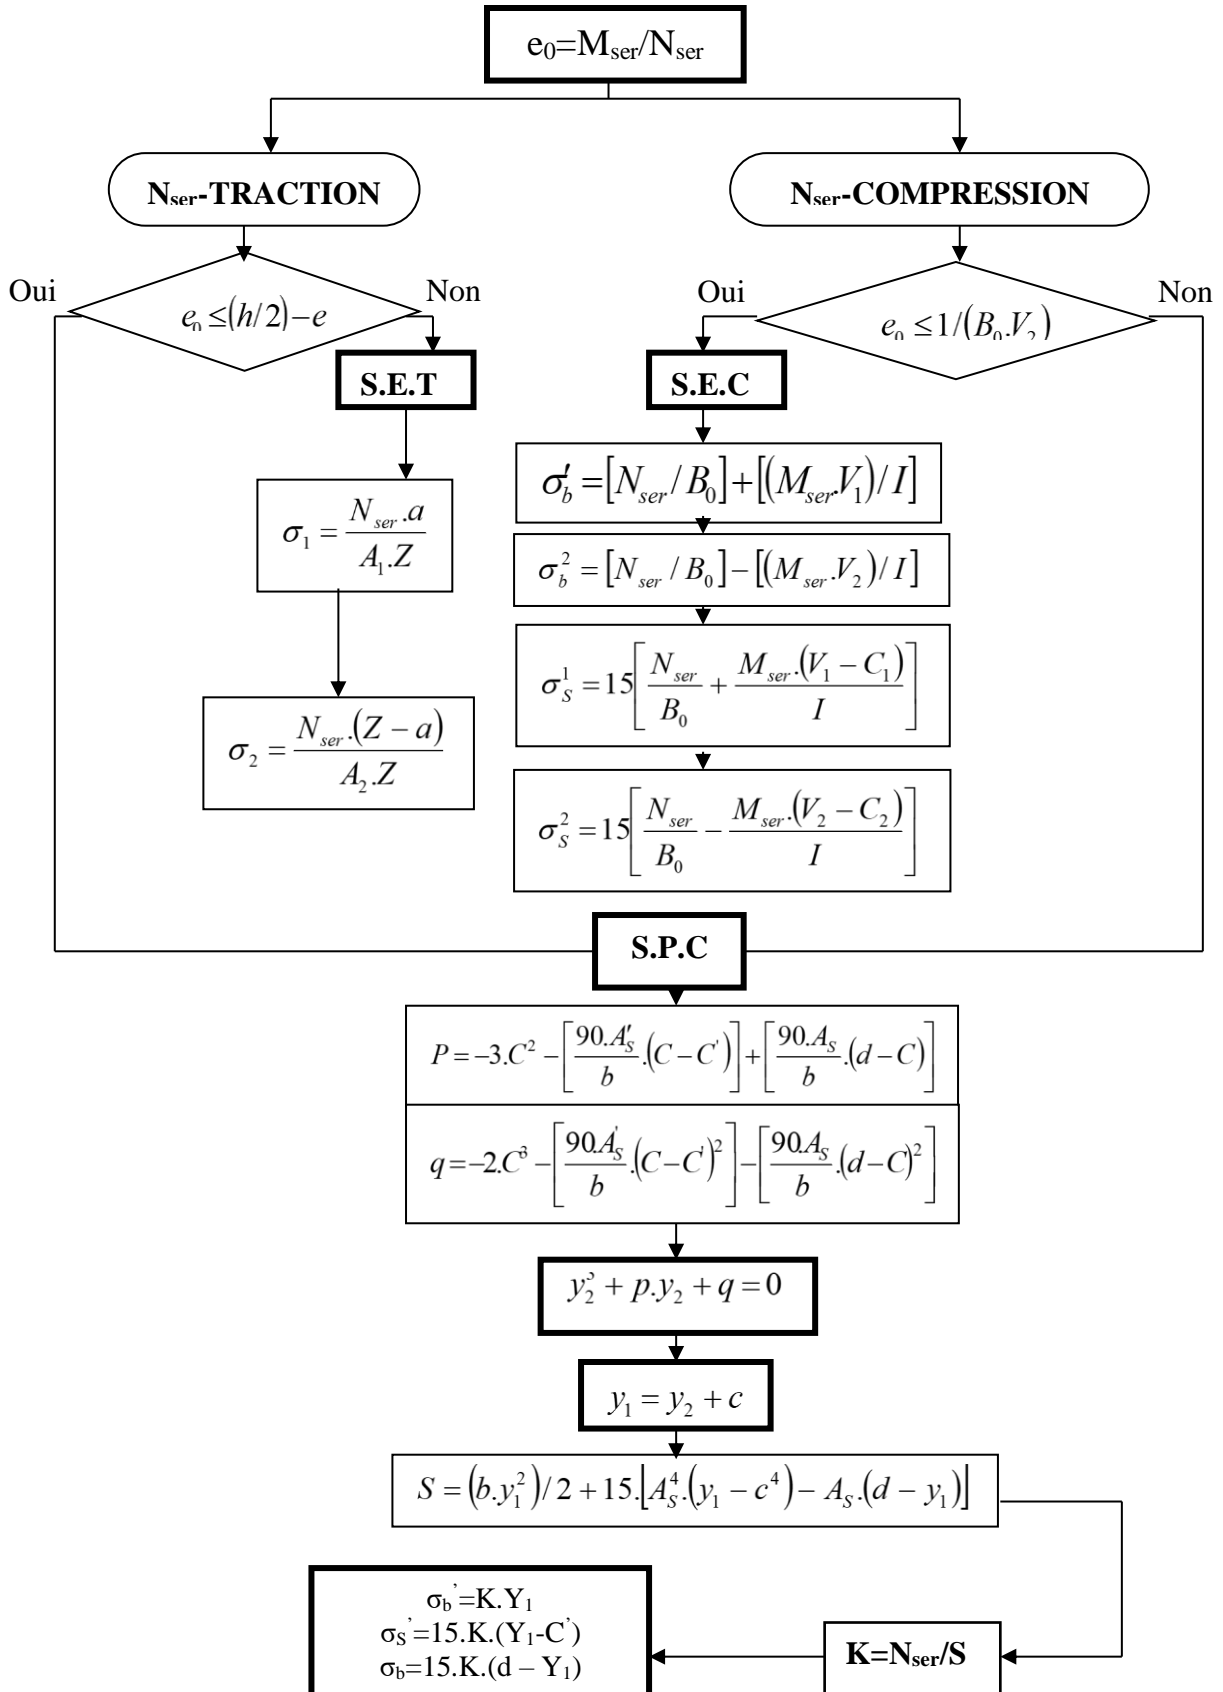 e₀=Mser/Nser
Nser-TRACTION
Nser-COMPRESSION
Oui
e₀ ≤ (h/2) − e
Non
Oui
e₀ ≤ 1/(B₀.V₂)
Non
S.E.T
S.E.C
σ₁ = Nser.a / A₁.Z
σ₂ = Nser.(Z − a) / A₂.Z
σ'b = [Nser / B₀] + [(Mser.V₁)/ I]
σb² = [Nser / B₀] − [(Mser.V₂)/ I]
σS¹ = 15[Nser / B₀ + Mser.(V₁ − C₁) / I]
σS² = 15[Nser / B₀ − Mser.(V₂ − C₂) / I]
S.P.C
P = −3.C² − [90.A'S / b .(C − C')] + [90.AS / b .(d − C)]
q = −2.C³ − [90.A'S / b .(C − C')²] − [90.AS / b .(d − C)²]
y₂³ + p.y₂ + q = 0
y₁ = y₂ + c
S = (b.y₁²)/2 + 15.[AS⁴.(y₁ − c⁴) − AS.(d − y₁)]
σb'=K.Y₁
σS'=15.K.(Y₁-C')
σb=15.K.(d – Y₁)
K=Nser/S